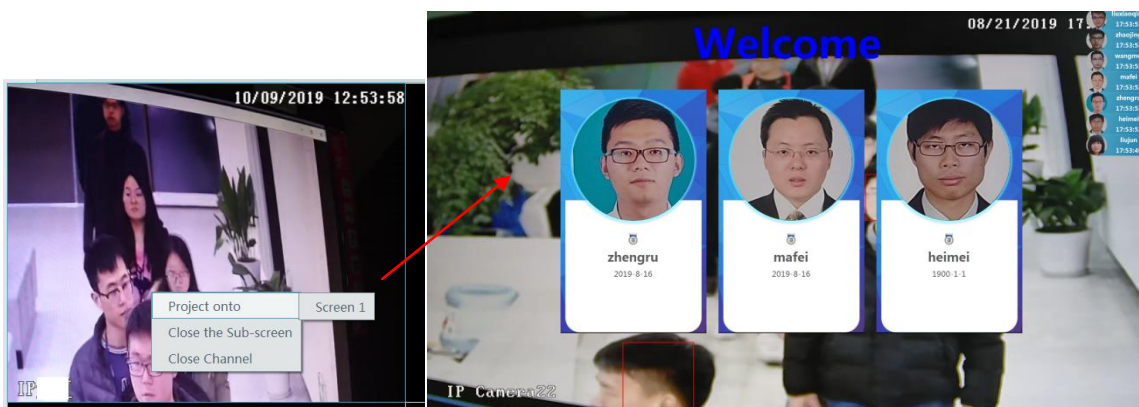 10/09/2019 12:53:58
Project onto
Screen 1
Close the Sub-screen
Close Channel
IP
08/21/2019 17
Welcome
zhengru
2019-8-16
mafei
2019-8-16
heimei
1900-1-1
IP Camera22
liuxiaoqi
17:53:5
zhaojing
17:53:5
wangm
17:53:5
mafei
17:53:5
zhengr
17:53:5
heimei
17:53:5
liujun
17:53:4